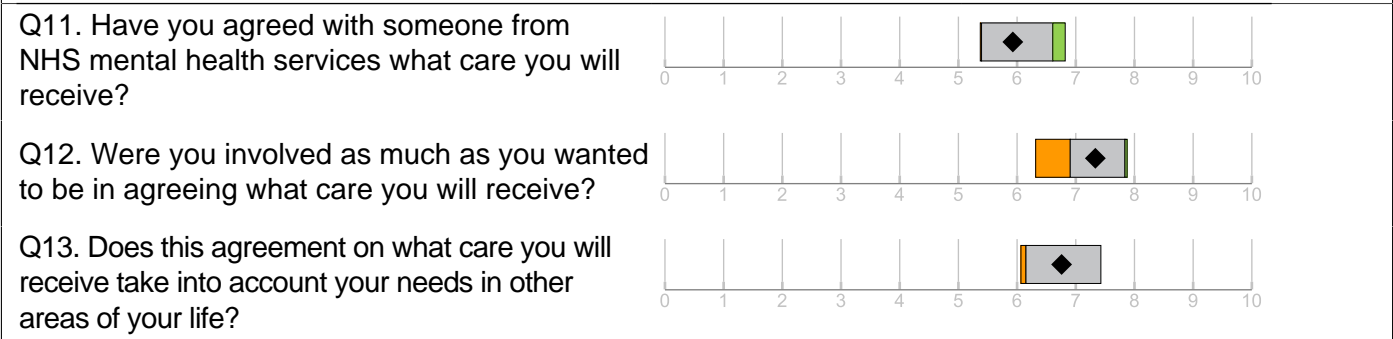 Q11. Have you agreed with someone from
NHS mental health services what care you will
receive?
0 1 2 3 4 5 6 7 8 9 10
Q12. Were you involved as much as you wanted
to be in agreeing what care you will receive?
0 1 2 3 4 5 6 7 8 9 10
Q13. Does this agreement on what care you will
receive take into account your needs in other
areas of your life?
0 1 2 3 4 5 6 7 8 9 10